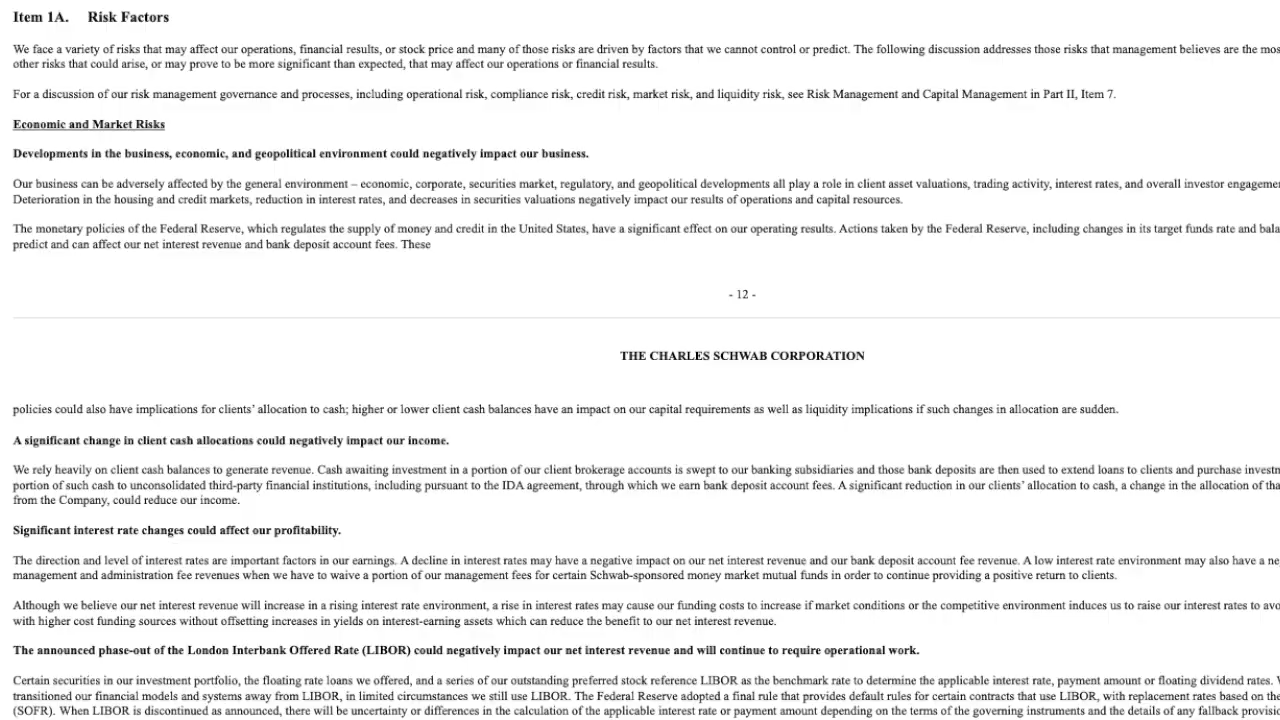 Item 1A. Risk Factors
We face a variety of risks that may affect our operations, financial results, or stock price and many of those risks are driven by factors that we cannot control or predict. The following discussion addresses those risks that management believes are the
other risks that could arise, or may prove to be more significant than expected, that may affect our operations or financial results.
For a discussion of our risk management governance and processes, including operational risk, compliance risk, credit risk, market risk, and liquidity risk, see Risk Management and Capital Management in Part II, Item 7.
Economic and Market Risks
Developments in the business, economic, and geopolitical environment could negatively impact our business.
Our business can be adversely affected by the general environment – economic, corporate, securities market, regulatory, and geopolitical developments all play a role in client asset valuations, trading activity, interest rates, and overall investor
Deterioration in the housing and credit markets, reduction in interest rates, and decreases in securities valuations negatively impact our results of operations and capital resources.
The monetary policies of the Federal Reserve, which regulates the supply of money and credit in the United States, have a significant effect on our operating results. Actions taken by the Federal Reserve, including changes in its target funds rate and
predict and can affect our net interest revenue and bank deposit account fees. These
- 12 -
THE CHARLES SCHWAB CORPORATION
policies could also have implications for clients’ allocation to cash; higher or lower client cash balances have an impact on our capital requirements as well as liquidity implications if such changes in allocation are sudden.
A significant change in client cash allocations could negatively impact our income.
We rely heavily on client cash balances to generate revenue. Cash awaiting investment in a portion of our client brokerage accounts is swept to our banking subsidiaries and those bank deposits are then used to extend loans to clients and purchase
portion of such cash to unconsolidated third-party financial institutions, including pursuant to the IDA agreement, through which we earn bank deposit account fees. A significant reduction in our clients’ allocation to cash, a change in the allocation of
from the Company, could reduce our income.
Significant interest rate changes could affect our profitability.
The direction and level of interest rates are important factors in our earnings. A decline in interest rates may have a negative impact on our net interest revenue and our bank deposit account fee revenue. A low interest rate environment may also have a
management and administration fee revenues when we have to waive a portion of our management fees for certain Schwab-sponsored money market mutual funds in order to continue providing a positive return to clients.
Although we believe our net interest revenue will increase in a rising interest rate environment, a rise in interest rates may cause our funding costs to increase if market conditions or the competitive environment induces us to raise our interest rates to
with higher cost funding sources without offsetting increases in yields on interest-earning assets which can reduce the benefit to our net interest revenue.
The announced phase-out of the London Interbank Offered Rate (LIBOR) could negatively impact our net interest revenue and will continue to require operational work.
Certain securities in our investment portfolio, the floating rate loans we offered, and a series of our outstanding preferred stock reference LIBOR as the benchmark rate to determine the applicable interest rate, payment amount or floating dividend rates.
transitioned our financial models and systems away from LIBOR, in limited circumstances we still use LIBOR. The Federal Reserve adopted a final rule that provides default rules for certain contracts that use LIBOR, with replacement rates based on
(SOFR). When LIBOR is discontinued as announced, there will be uncertainty or differences in the calculation of the applicable interest rate or payment amount depending on the terms of the governing instruments and the details of any fallback